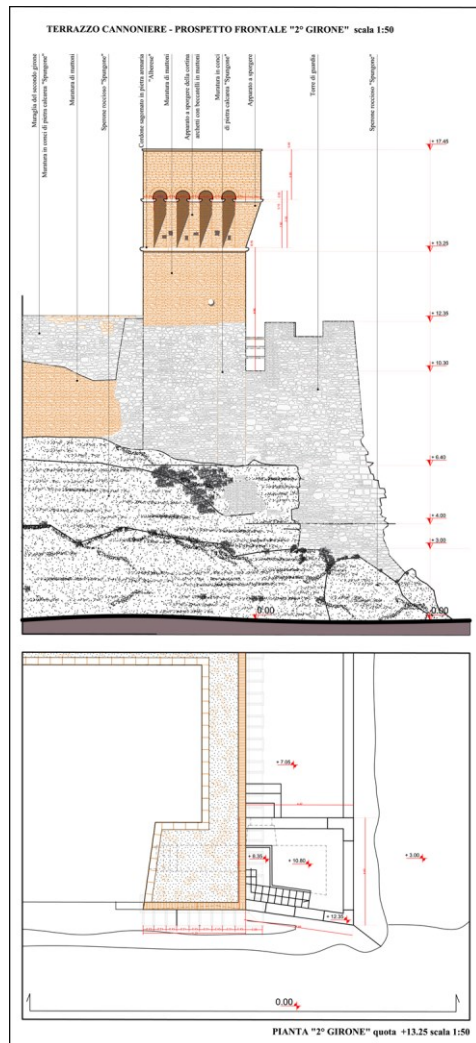 TERRAZZO CANNONIERE - PROSPETTO FRONTALE "2° GIRONE" scala 1:50
Muraglia del secondo girone
Muratura in conci di pietra calcarea "Spungone"
Muratura di mattoni
Sperone roccioso "Spungone"
Cordone sagomato in pietra arenaria
"Alberese"
Muratura di mattoni
Apparato a sporgere della cortina
archetti con beccatelli in mattoni
Muratura in conci
di pietra calcarea "Spungone"
Apparato a sporgere
Torre di guardia
Sperone roccioso "Spungone"
+ 17.45
+ 13.25
+ 12.35
+ 10.30
+ 6.40
+ 4.00
+ 3.00
0.00
0.00
+ 7.00
+ 10.80
+ 3.00
+ 12.35
0.00
PIANTA "2° GIRONE" quota +13.25 scala 1:50